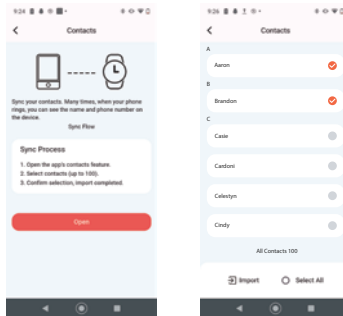 9:24
Contacts
Sync your contacts. Many times, when your phone
rings, you can see the name and phone number on
the device.
Sync Flow
Sync Process
1. Open the app's contacts feature.
2. Select contacts (up to 100).
3. Confirm selection, import completed.
Open
9:26
Contacts
A
Aaron
B
Brandon
C
Casie
Cardoni
Celestyn
Cindy
All Contacts 100
Import
Select All